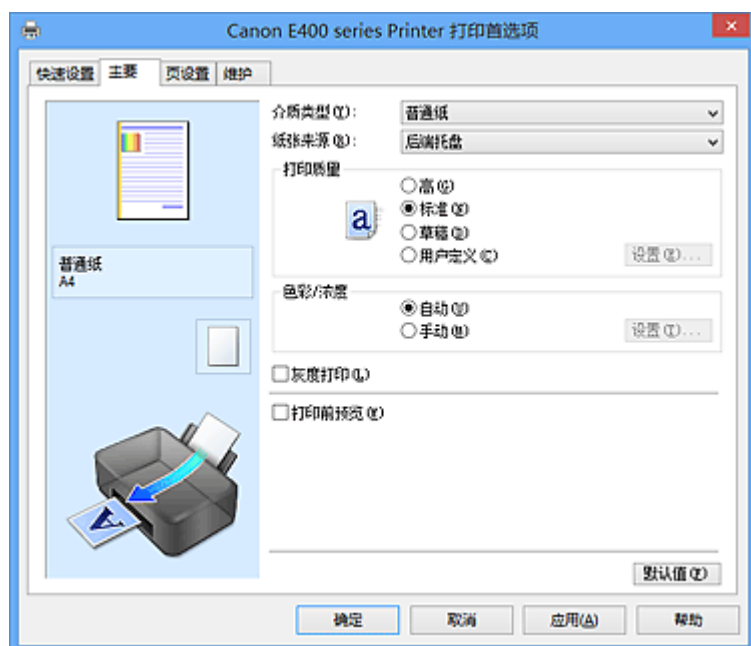 Canon E400 series Printer 打印首选项
快速设置 主要 页设置 维护
介质类型(Y): 普通纸
纸张来源(R): 后端托盘
打印质量
高(G)
a
标准(S)
草稿(D)
用户定义(C) 设置(E)...
普通纸
A4
色彩/浓度
自动(U)
手动(M) 设置(T)...
灰度打印(L)
打印前预览(K)
A
默认值(F)
确定 取消 应用(A) 帮助